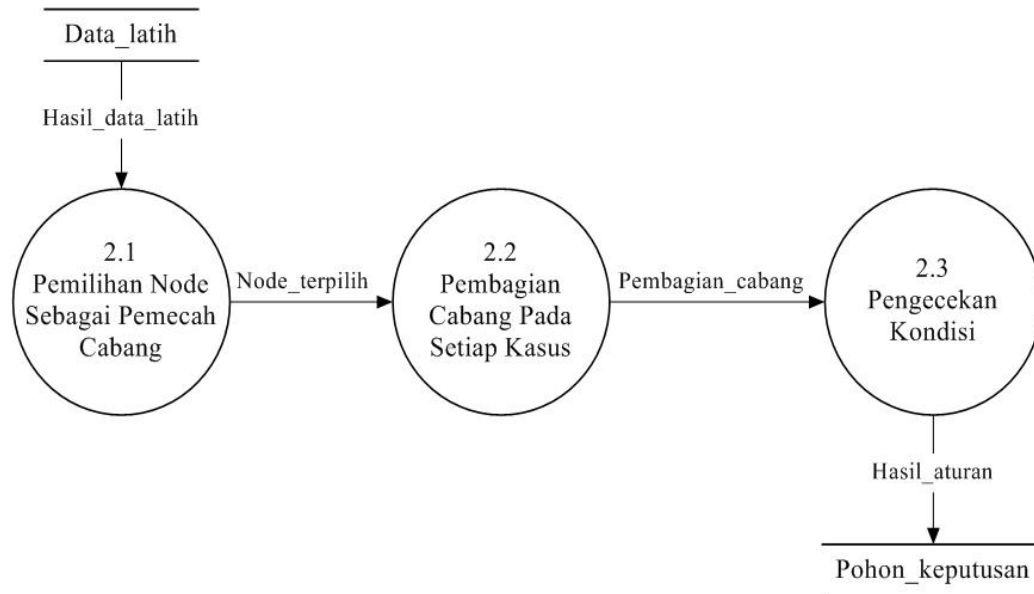 Data_latih
Hasil_data_latih
2.1
Pemilihan Node
Sebagai Pemecah
Cabang
Node_terpilih
2.2
Pembagian
Cabang Pada
Setiap Kasus
Pembagian_cabang
2.3
Pengecekan
Kondisi
Hasil_aturan
Pohon_keputusan